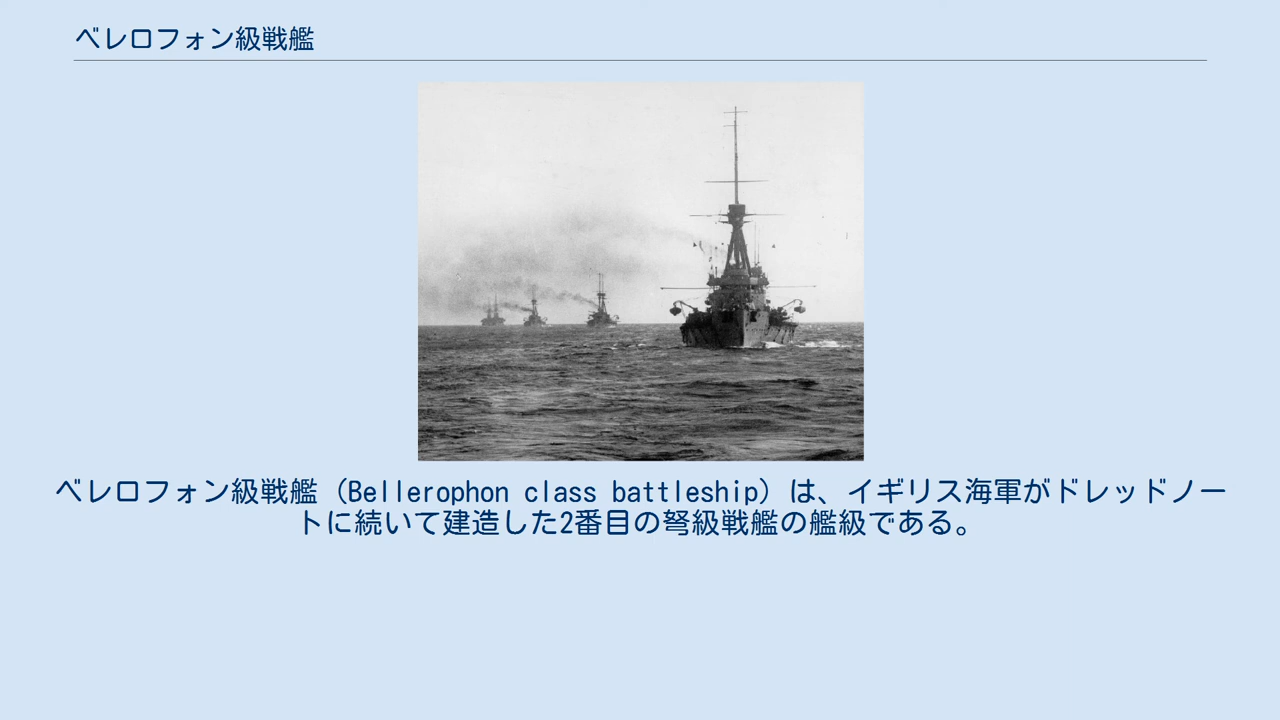 ベレロフォン級戦艦
ベレロフォン級戦艦（Bellerophon class battleship）は、イギリス海軍がドレッドノー
トに続いて建造した2番目の弩級戦艦の艦級である。